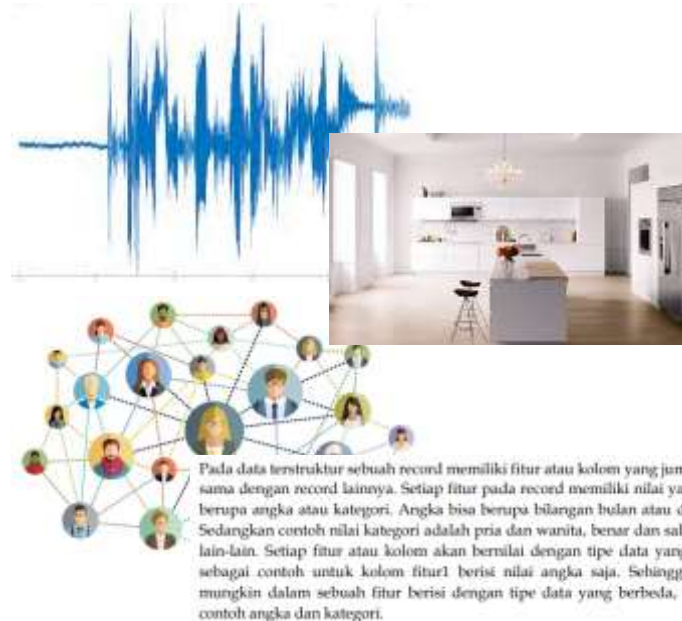 Pada data terstruktur sebuah record memiliki fitur atau kolom yang jum
sama dengan record lainnya. Setiap fitur pada record memiliki nilai ya
berupa angka atau kategori. Angka bisa berupa bilangan bulan atau d
Sedangkan contoh nilai kategori adalah pria dan wanita, benar dan sal
lain-lain. Setiap fitur atau kolom akan bernilai dengan tipe data yang
sebagai contoh untuk kolom fitur1 berisi nilai angka saja. Sehingg
mungkin dalam sebuah fitur berisi dengan tipe data yang berbeda,
contoh angka dan kategori.